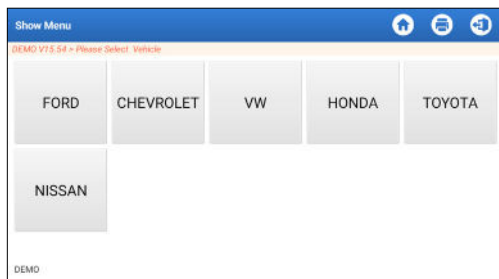 Show Menu
DEMO V15.54 > Please Select Vehicle
FORD
CHEVROLET
VW
HONDA
TOYOTA
NISSAN
DEMO